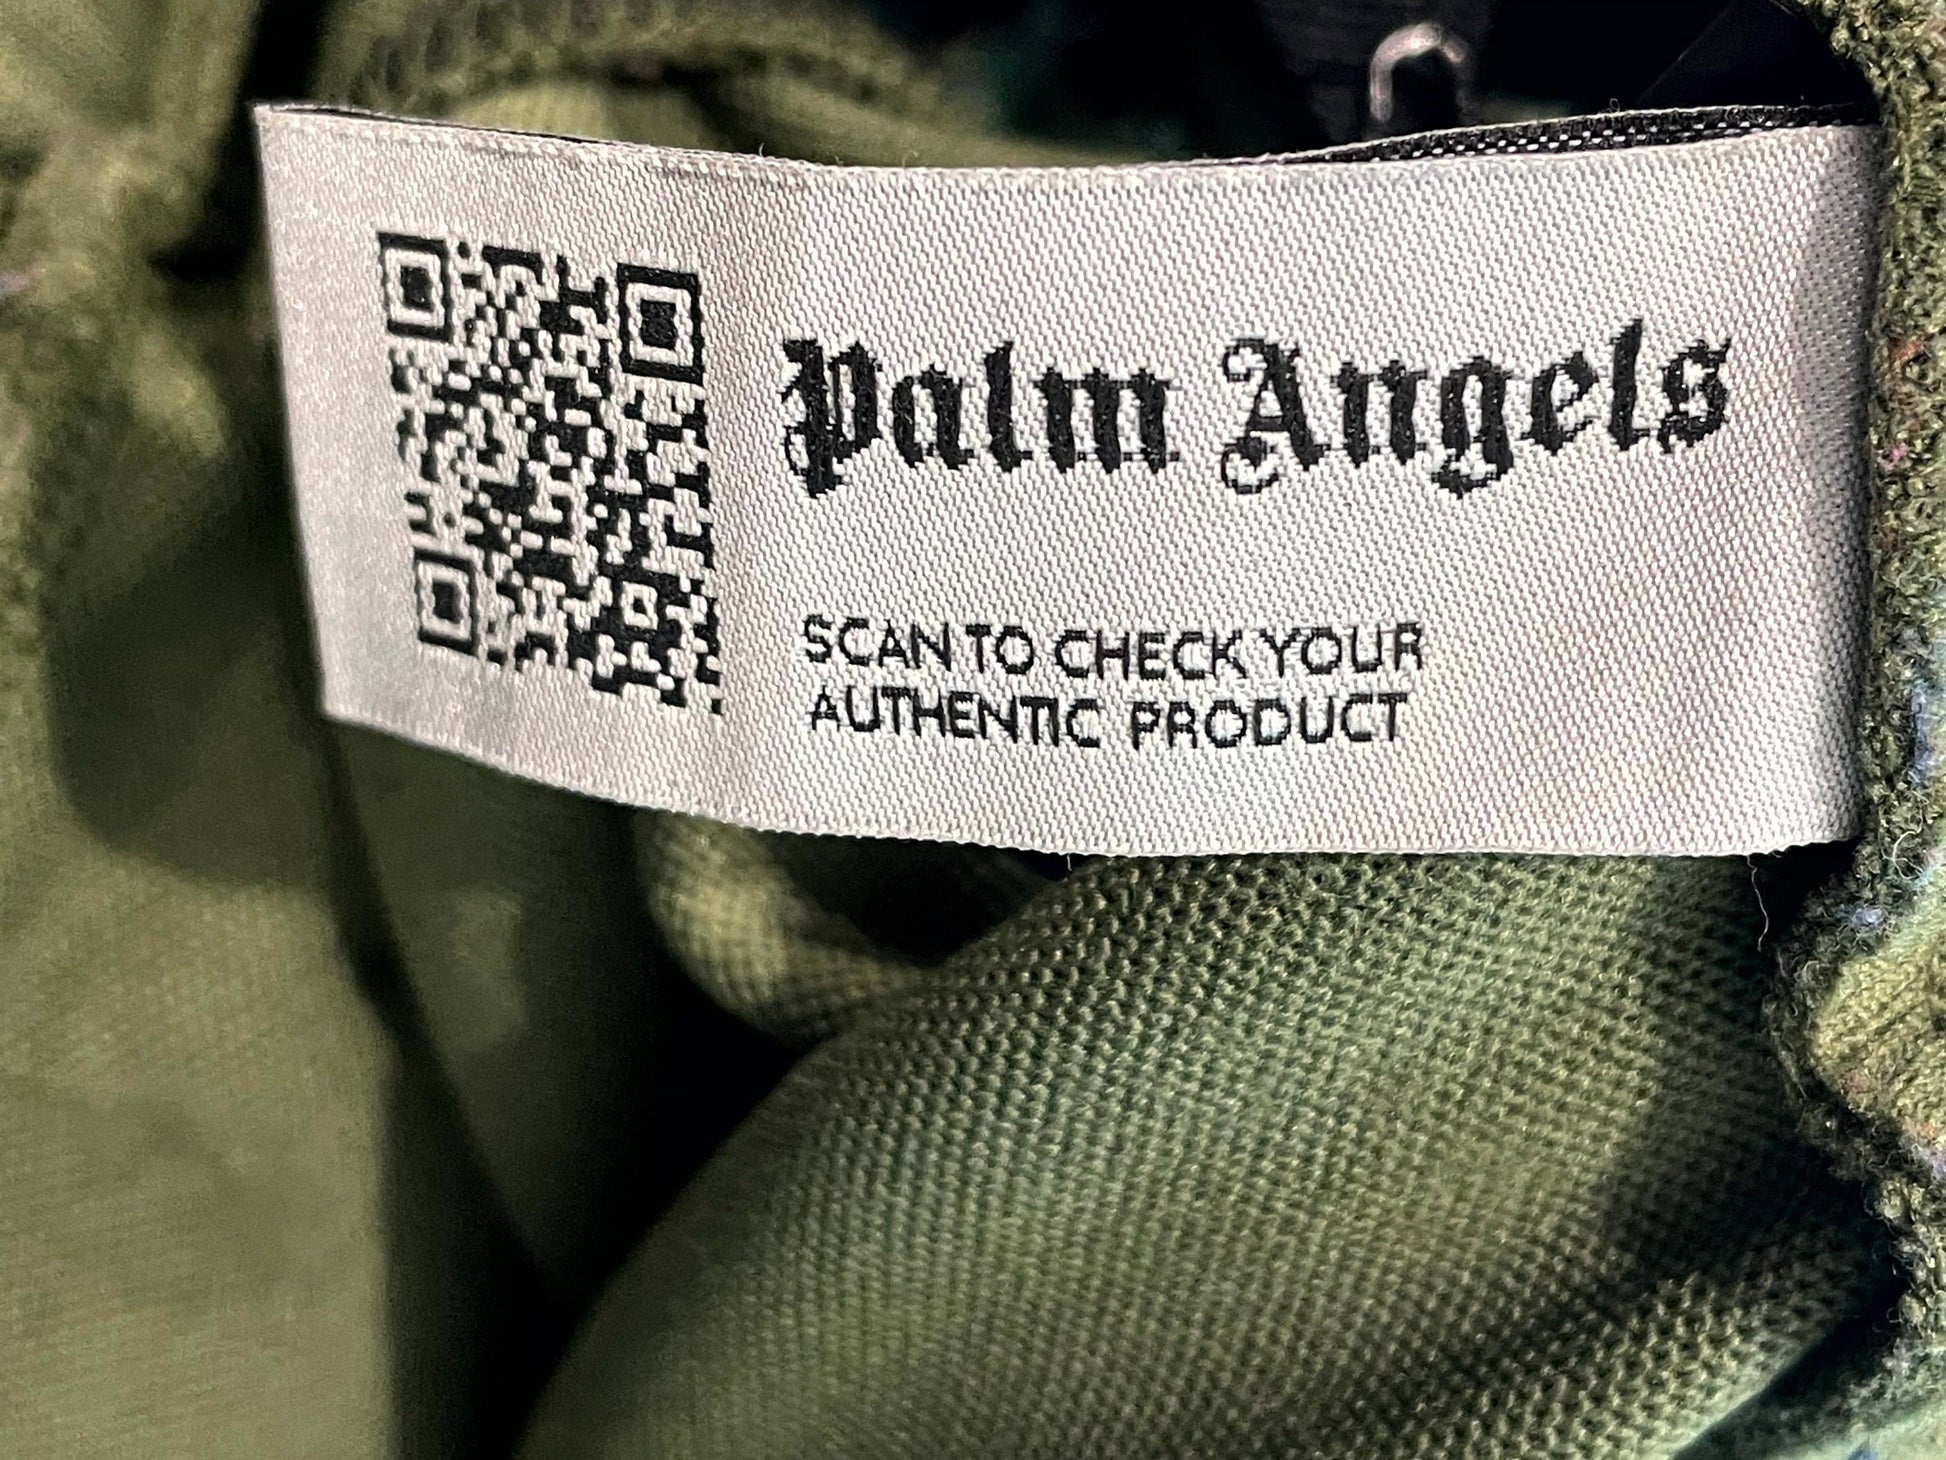 Palm Angels
SCAN TO CHECK YOUR
AUTHENTIC PRODUCT